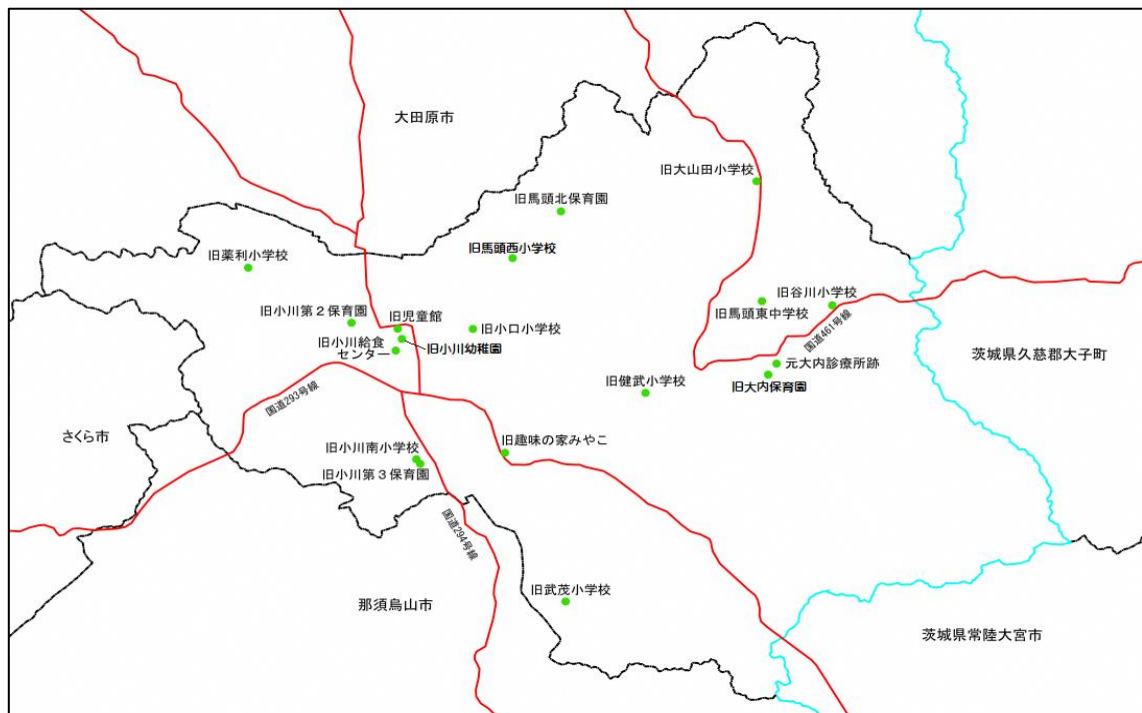 大田原市
旧大山田小学校
旧馬頭北保育園
旧馬頭西小学校
旧薬利小学校
旧小川第2保育園
旧児童館
旧小口小学校
旧谷川小学校
旧馬頭東中学校
国道461号線
旧小川給食
センター
旧小川幼稚園
茨城県久慈郡大子町
元大内診療所跡
旧大内保育園
旧健武小学校
国道293号線
さくら市
旧小川南小学校
旧趣味の家みやこ
旧小川第3保育園
国道294号線
旧武茂小学校
那須烏山市
茨城県常陸大宮市